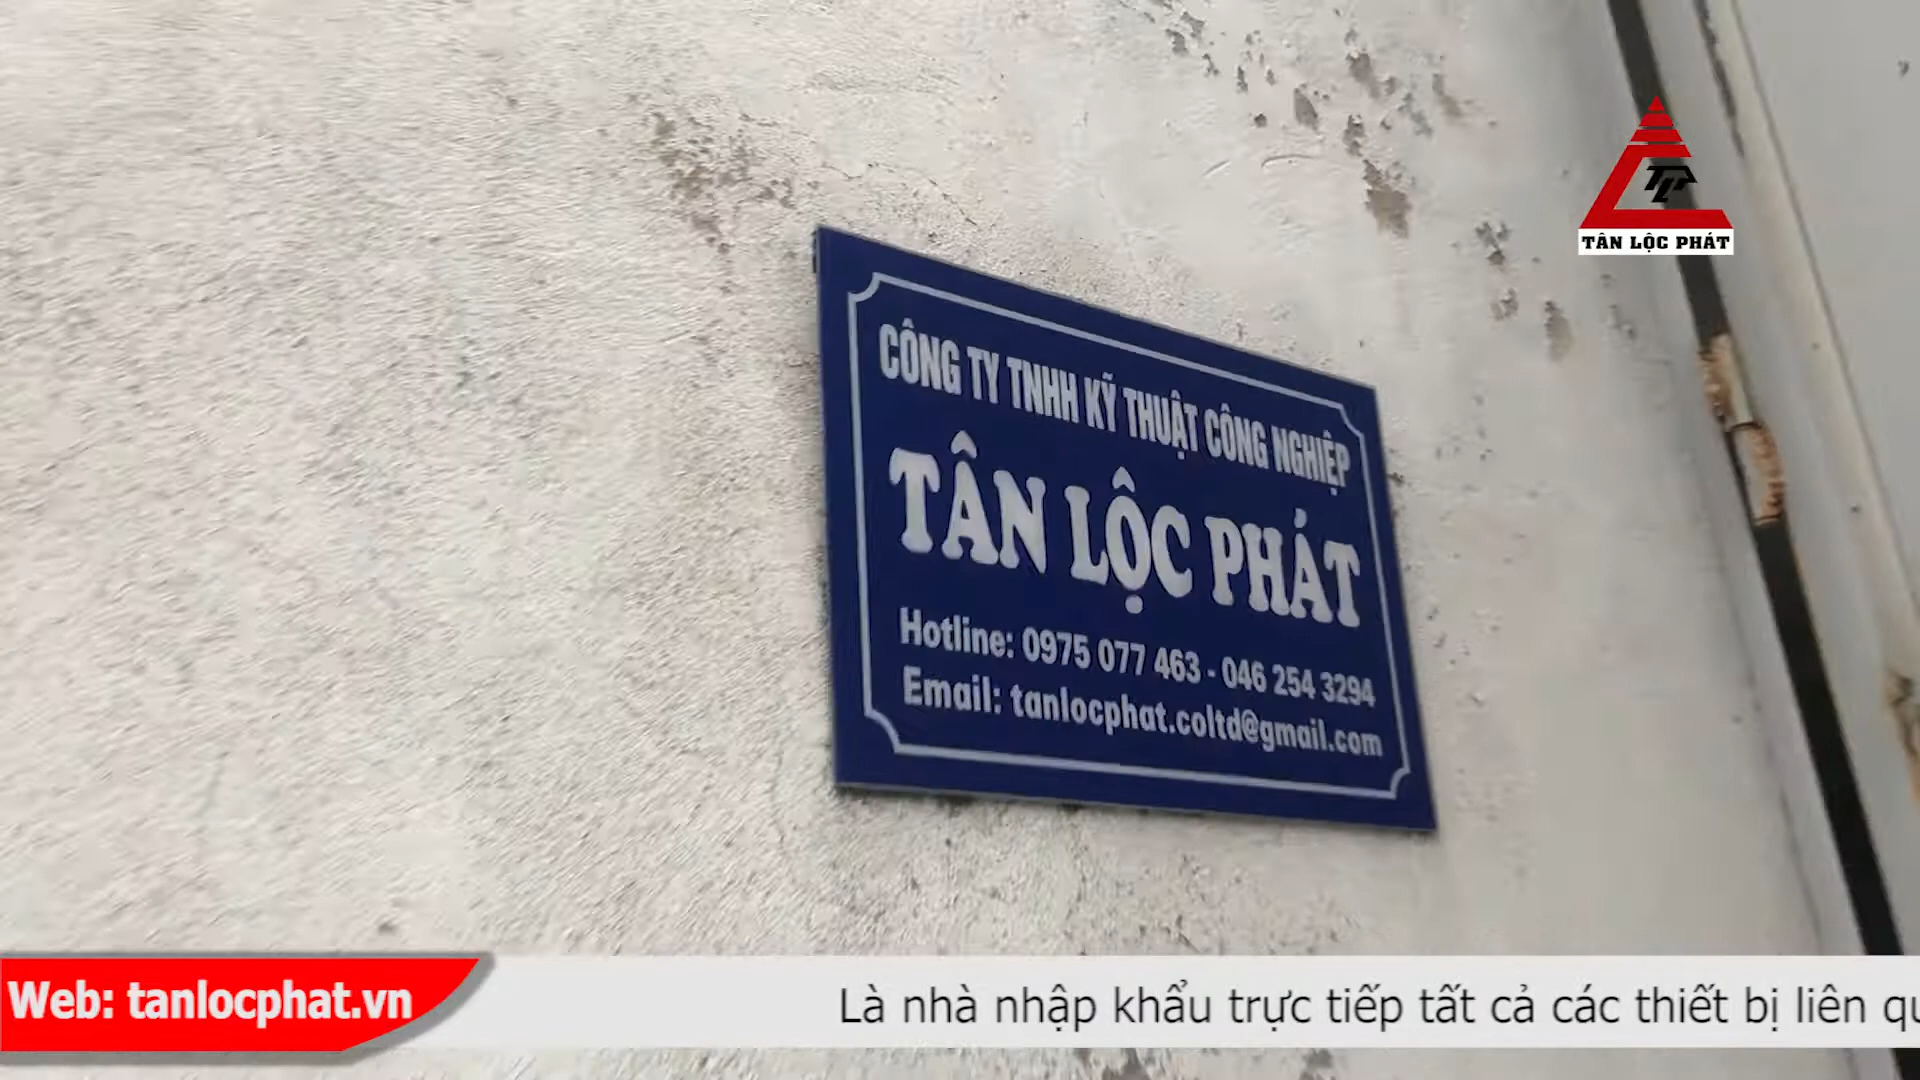 TLP
TÂN LỘC PHÁT
CÔNG TY TNHH KỸ THUẬT CÔNG NGHIỆP
TÂN LỘC PHÁT
Hotline: 0975 077 463 - 046 254 3294
Email: tanlocphat.coltd@gmail.com
Web: tanlocphat.vn
Là nhà nhập khẩu trực tiếp tất cả các thiết bị liên